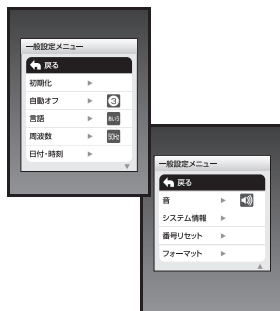 一般設定メニュー
戻る
初期化
自動オフ 3
言語 あいう
周波数 50Hz
日付・時刻
一般設定メニュー
戻る
音
システム情報
番号リセット
フォーマット